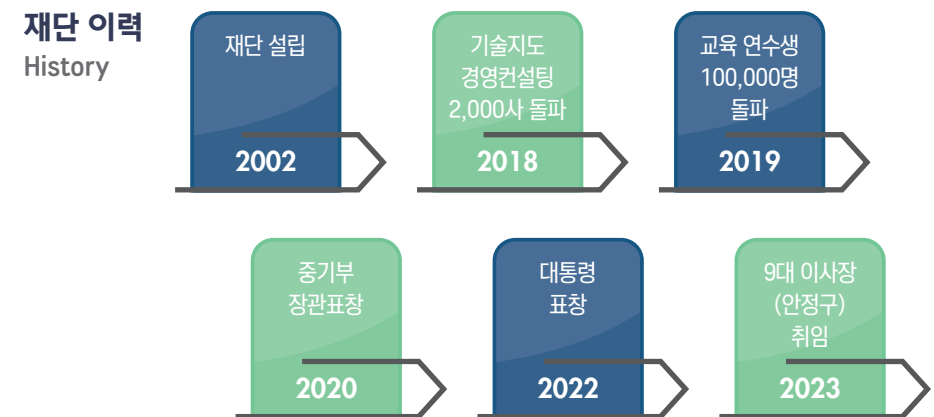 재단 이력
History
재단 설립
2002
기술지도
경영컨설팅
2,000사 돌파
2018
교육 연수생
100,000명
돌파
2019
중기부
장관표창
2020
대통령
표창
2022
9대 이사장
(안정구)
취임
2023